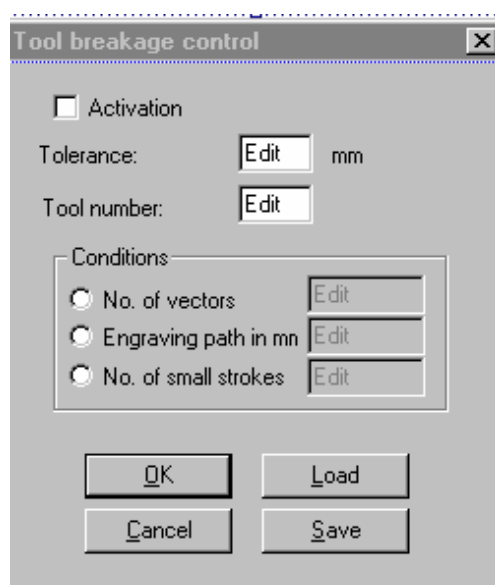 Tool breakage control
Activation
Tolerance: Edit mm
Tool number: Edit
Conditions
No. of vectors Edit
Engraving path in mn Edit
No. of small strokes Edit
OK Load
Cancel Save